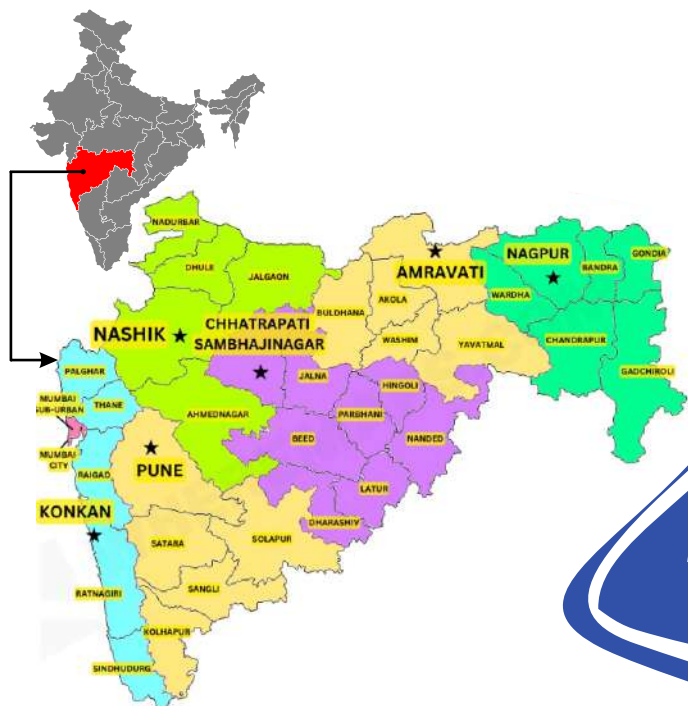 NADURBAR
DHULE
JALGAON
NASHIK
AHMEDNAGAR
AMRAVATI
BULDHANA
AKOLA
WASHIM
YAVATMAL
NAGPUR
WARDHA
BANDRA
GONDIA
CHANDRAPUR
GADCHIROLI
CHHATRAPATI
SAMBHAJINAGAR
JALNA
HINGOLI
PARBHANI
BEED
NANDED
LATUR
DHARASHIV
PALGHAR
MUMBAI
SUB-URBAN
THANE
MUMBAI
CITY
RAIGAD
KONKAN
RATNAGIRI
SINDHUDURG
PUNE
SATARA
SOLAPUR
SANGLI
KOLHAPUR